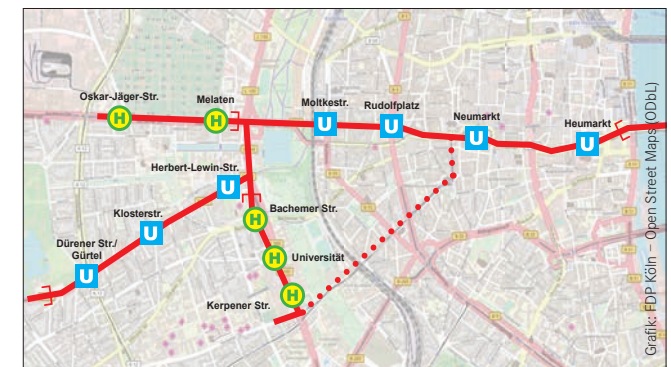 Oskar-Jäger-Str.
H
Melaten
H
Moltkestr.
U
Rudolfplatz
U
Neumarkt
U
Heumarkt
U
Herbert-Lewin-Str.
U
Klosterstr.
U
Dürener Str./
Gürtel
U
Bachemer Str.
H
Universität
H
Kerpener Str.
H
Grafik: FDP Köln – Open Street Maps (ODbL)